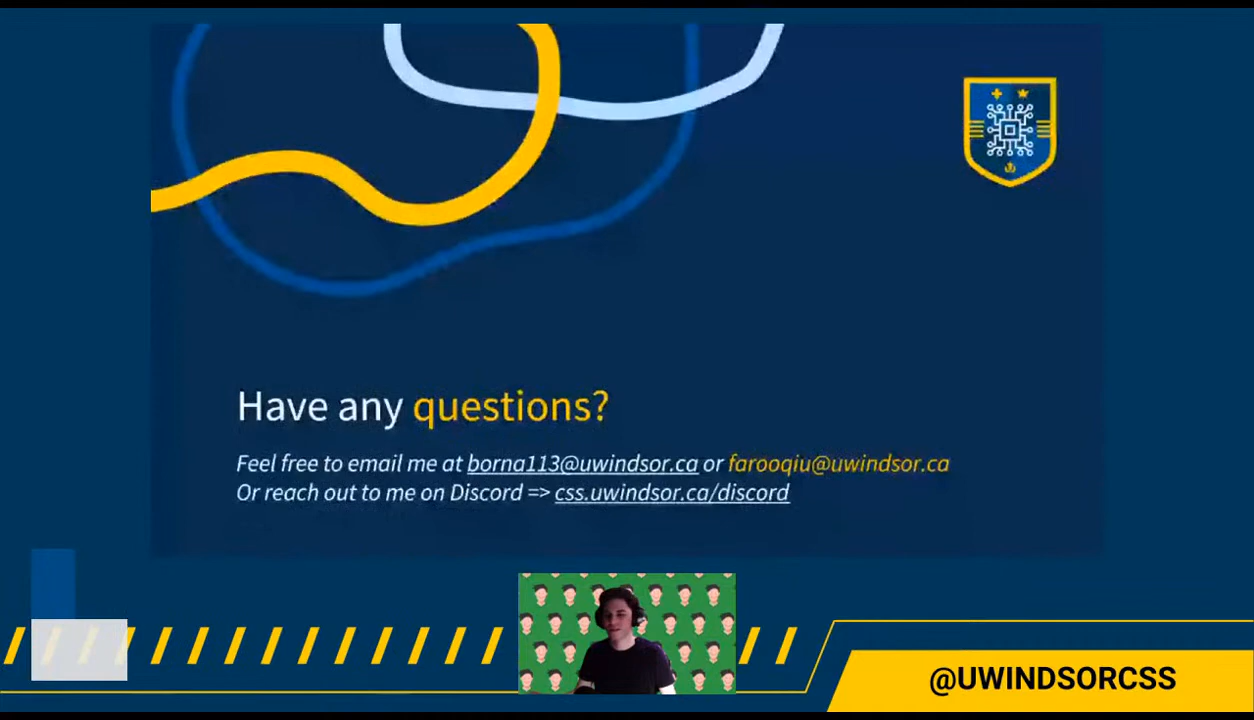 Have any questions?
Feel free to email me at borna113@uwindsor.ca or farooqiu@uwindsor.ca
Or reach out to me on Discord => css.uwindsor.ca/discord
@UWINDSORCSS